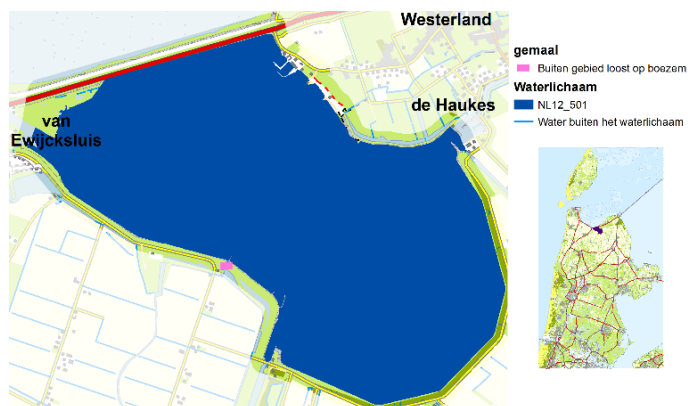 Westerland
de Haukes
van
Ewijcksluis
gemaal
Buiten gebied loost op boezem
Waterlichaam
NL12_501
Water buiten het waterlichaam